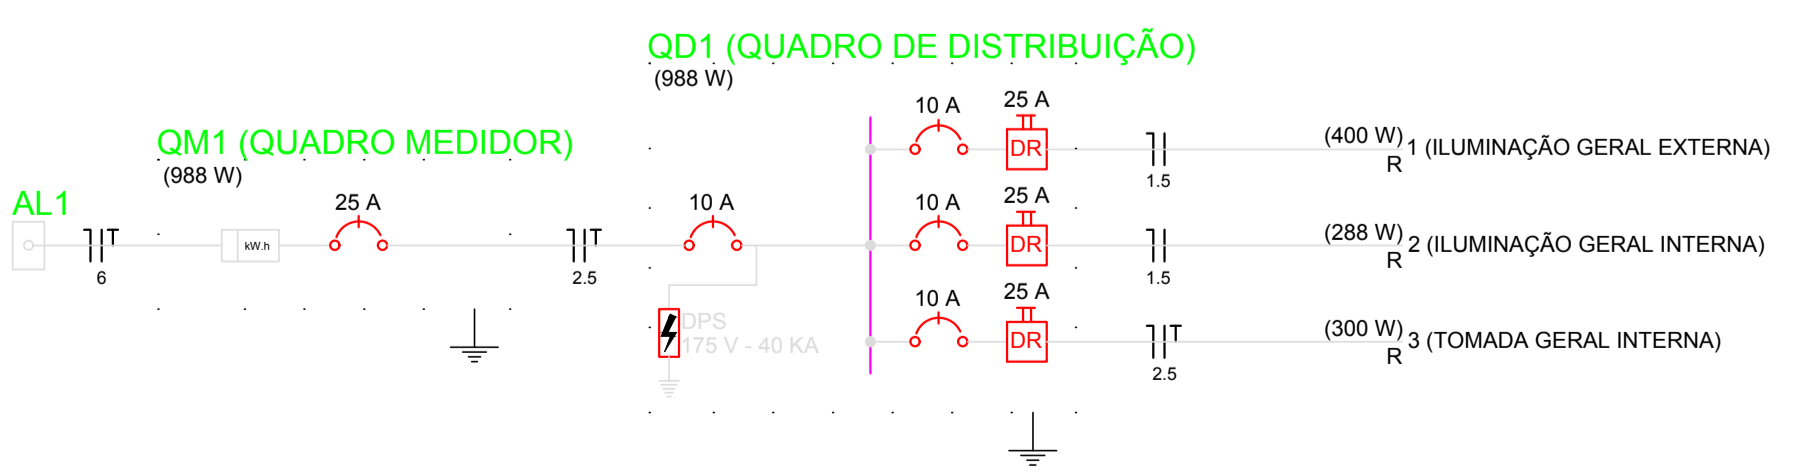 QD1 (QUADRO DE DISTRIBUIÇÃO)
(988 W)
QM1 (QUADRO MEDIDOR)
(988 W)
AL1
6
kW.h
25 A
T
2.5
T
10 A
DPS
175 V - 40 KA
10 A
25 A
DR
1.5
(400 W)
R
1 (ILUMINAÇÃO GERAL EXTERNA)
10 A
25 A
DR
1.5
(288 W)
R
2 (ILUMINAÇÃO GERAL INTERNA)
10 A
25 A
DR
T
2.5
(300 W)
R
3 (TOMADA GERAL INTERNA)